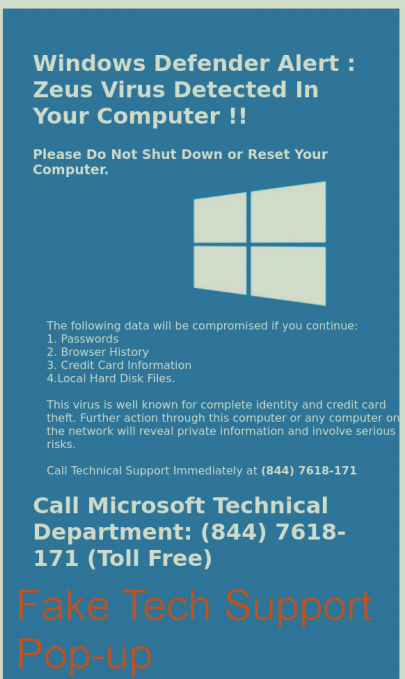 Windows Defender Alert :
Zeus Virus Detected In
Your Computer !!
Please Do Not Shut Down or Reset Your
Computer.
The following data will be compromised if you continue:
1. Passwords
2. Browser History
3. Credit Card Information
4.Local Hard Disk Files.
This virus is well known for complete identity and credit card
theft. Further action through this computer or any computer on
the network will reveal private information and involve serious
risks.
Call Technical Support Immediately at (844) 7618-171
Call Microsoft Technical
Department: (844) 7618-
171 (Toll Free)
Fake Tech Support
Pop-up